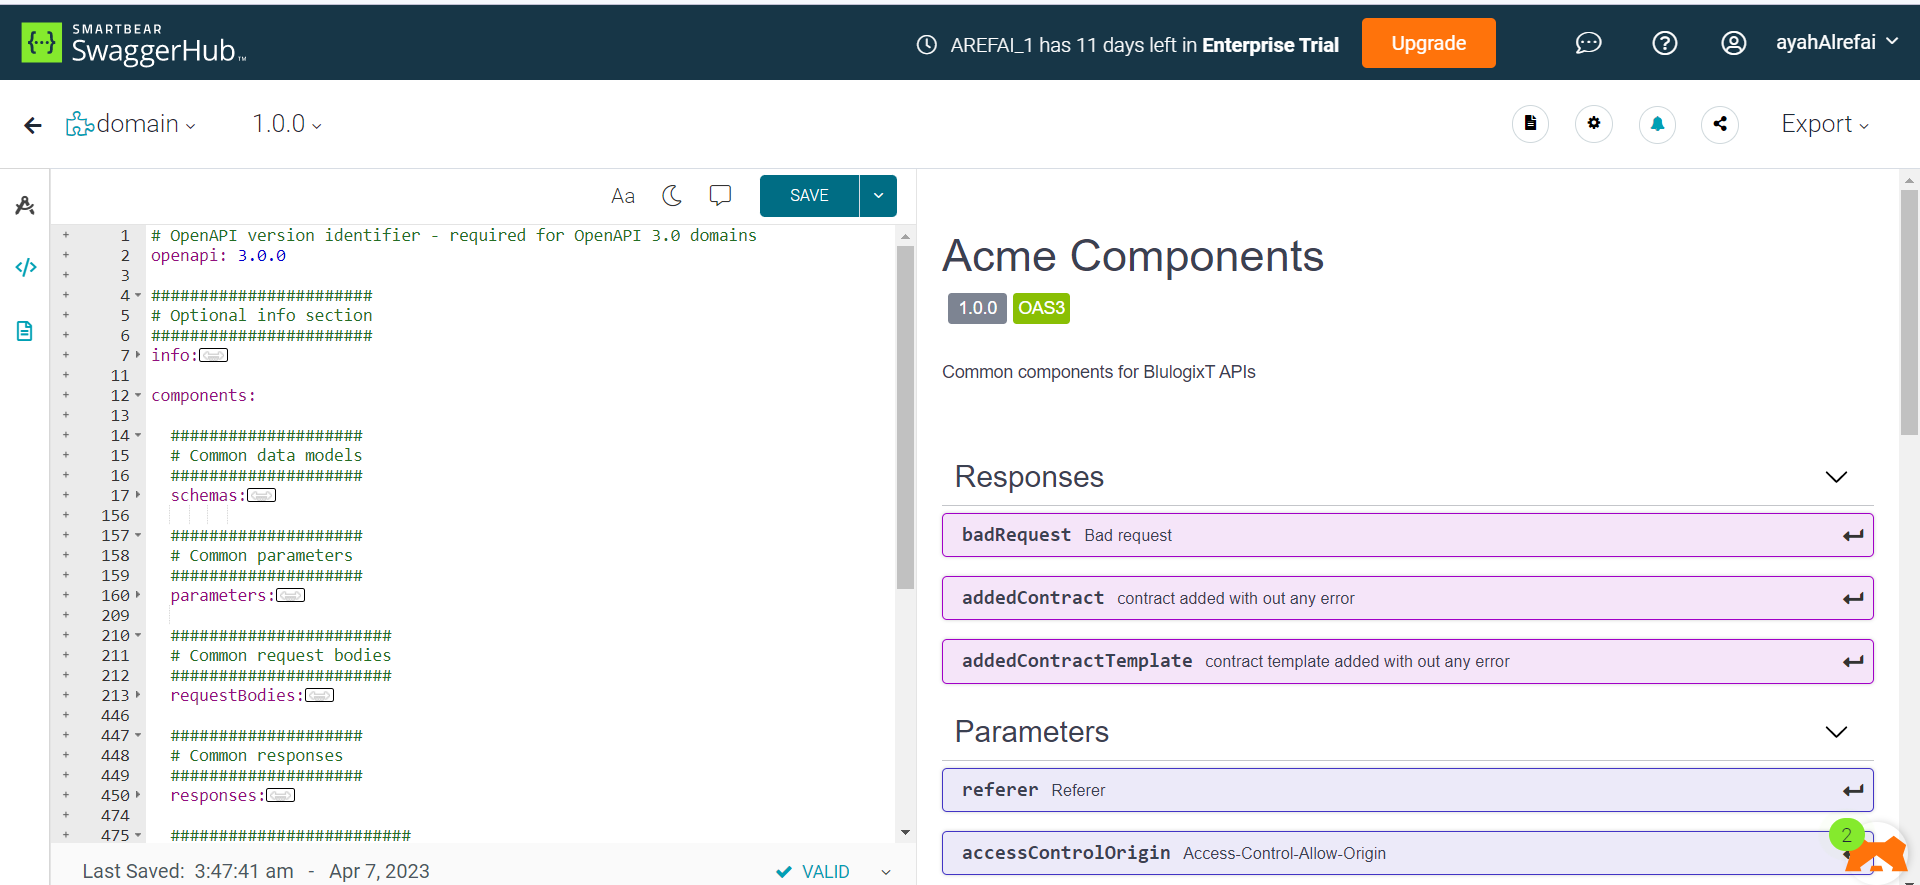 SMARTBEAR
SwaggerHub™
AREFAI_1 has 11 days left in Enterprise Trial
Upgrade
ayahAlrefai
domain
1.0.0
Export
Aa
SAVE
1 # OpenAPI version identifier - required for OpenAPI 3.0 domains
2 openapi: 3.0.0
3
4 #######################
5 # Optional info section
6 #######################
7 info:
11
12 components:
13
14 ####################
15 # Common data models
16 ####################
17 schemas:
156
157 ####################
158 # Common parameters
159 ####################
160 parameters:
209
210 #######################
211 # Common request bodies
212 #######################
213 requestBodies:
446
447 ####################
448 # Common responses
449 ####################
450 responses:
474
475 #########################
Last Saved: 3:47:41 am - Apr 7, 2023
VALID
Acme Components
1.0.0 OAS3
Common components for BlulogixT APIs
Responses
badRequest Bad request
addedContract contract added with out any error
addedContractTemplate contract template added with out any error
Parameters
referer Referer
accessControlOrigin Access-Control-Allow-Origin
2